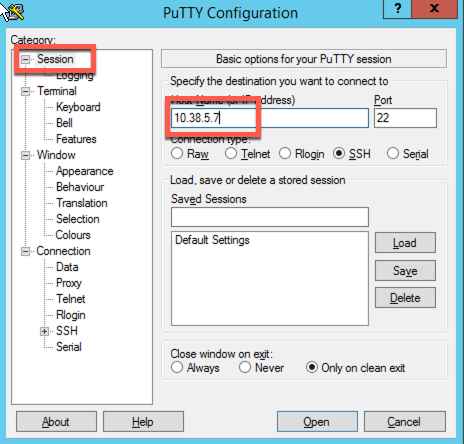 PuTTY Configuration
?
x
Category:
Session
Logging
Terminal
Keyboard
Bell
Features
Window
Appearance
Behaviour
Translation
Selection
Colours
Connection
Data
Proxy
Telnet
Rlogin
SSH
Serial
Basic options for your PuTTY session
Specify the destination you want to connect to
Host Name (or IP address)
Port
10.38.5.7
22
Connection type:
Raw
Telnet
Rlogin
SSH
Serial
Load, save or delete a stored session
Saved Sessions
Default Settings
Load
Save
Delete
Close window on exit:
Always
Never
Only on clean exit
About
Help
Open
Cancel